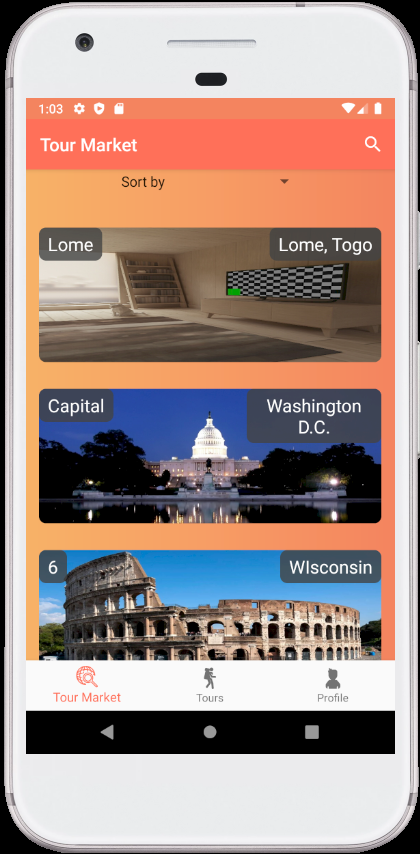 1:03
Tour Market
Sort by
Lome
Lome, Togo
Capital
Washington
D.C.
6
WIsconsin
Tour Market
Tours
Profile